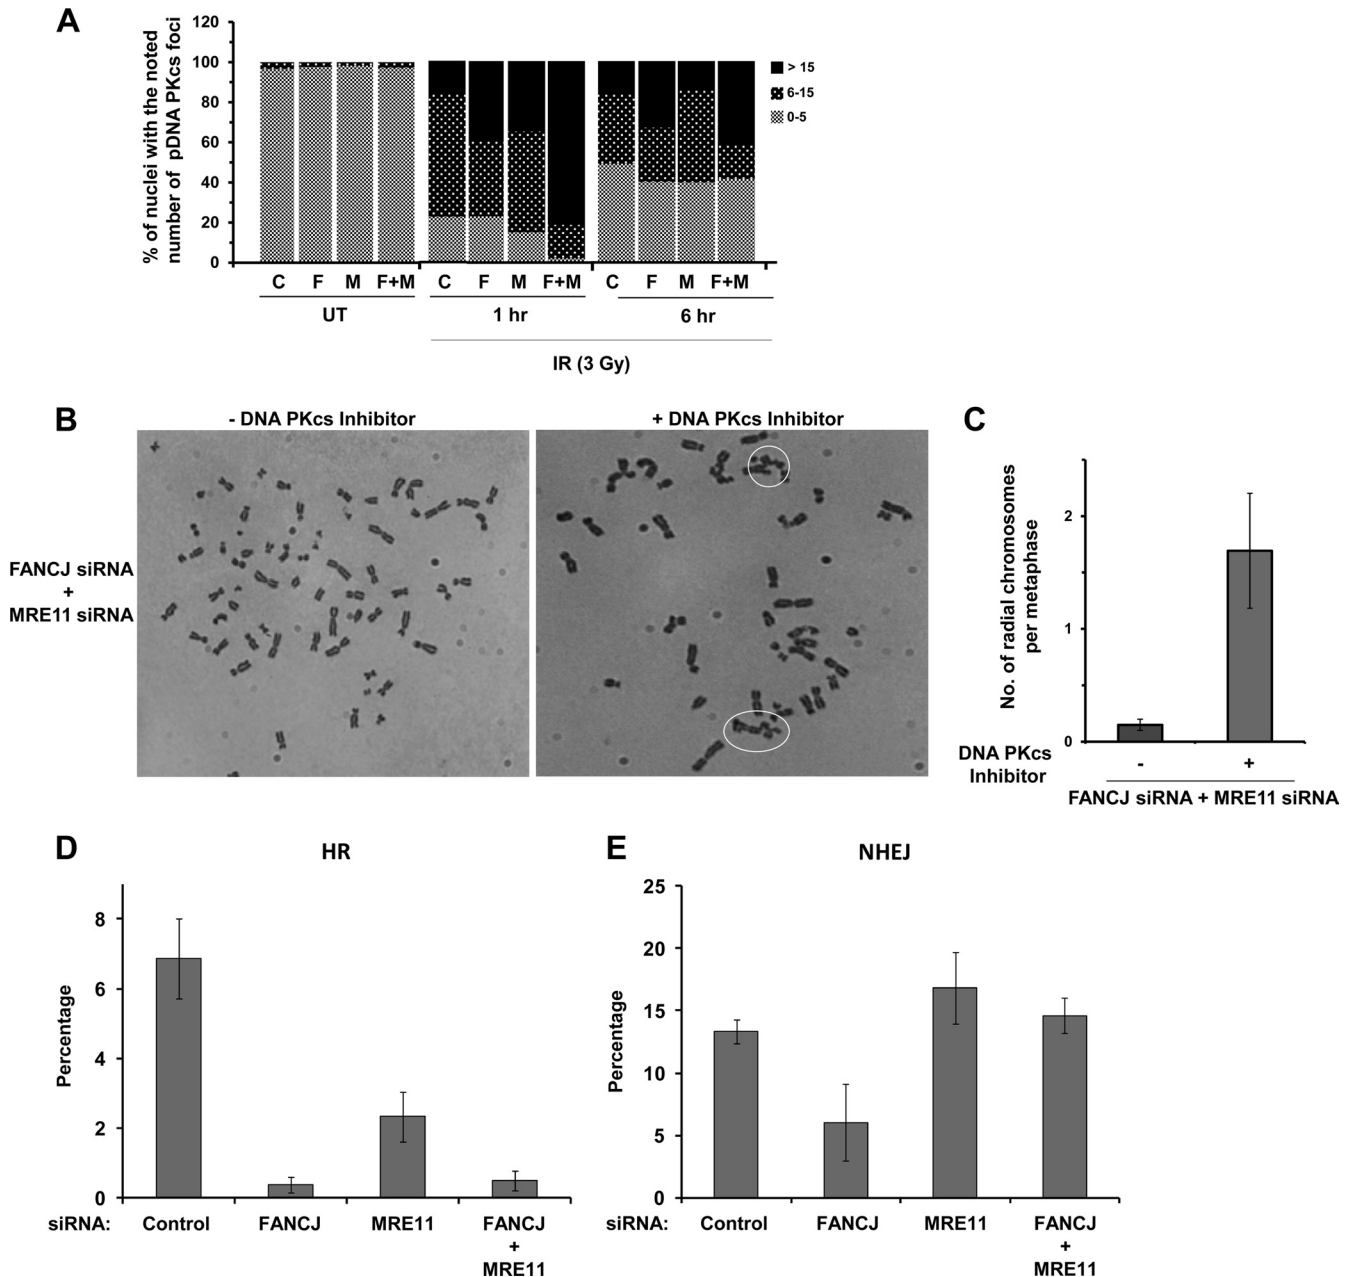 A
% of nuclei with the noted
number of pDNA PKcs foci
120
100
80
60
40
20
0
> 15
6-15
0-5
C F M F+M C F M F+M C F M F+M
UT 1 hr 6 hr
IR (3 Gy)
B
- DNA PKcs Inhibitor + DNA PKcs Inhibitor
FANCJ siRNA
+
MRE11 siRNA
C
No. of radial chromosomes
per metaphase
2
1
0
DNA PKcs
Inhibitor
- +
FANCJ siRNA + MRE11 siRNA
D
HR
Percentage
8
6
4
2
0
siRNA: Control FANCJ MRE11 FANCJ
+
MRE11
E
NHEJ
Percentage
25
20
15
10
5
0
siRNA: Control FANCJ MRE11 FANCJ
+
MRE11